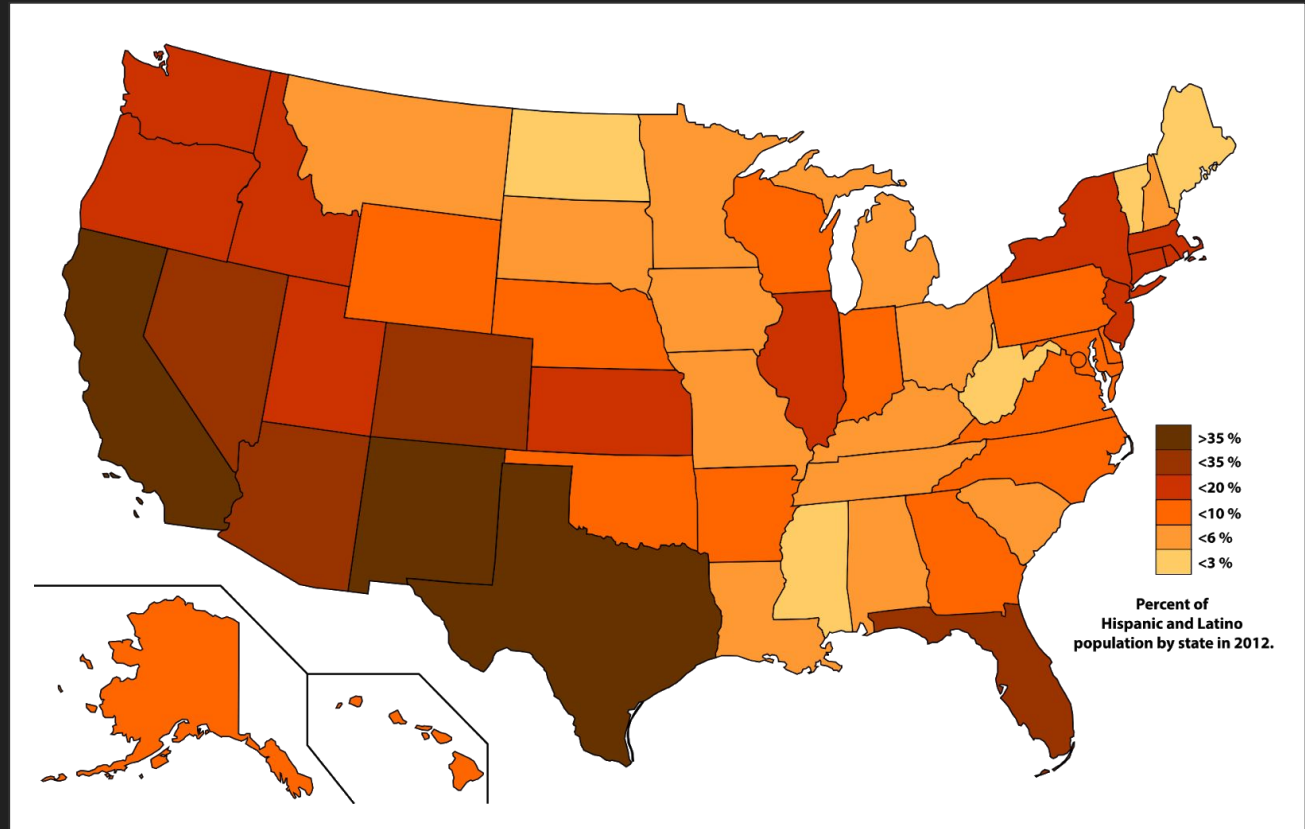 >35 %
<35 %
<20 %
<10 %
<6 %
<3 %
Percent of
Hispanic and Latino
population by state in 2012.